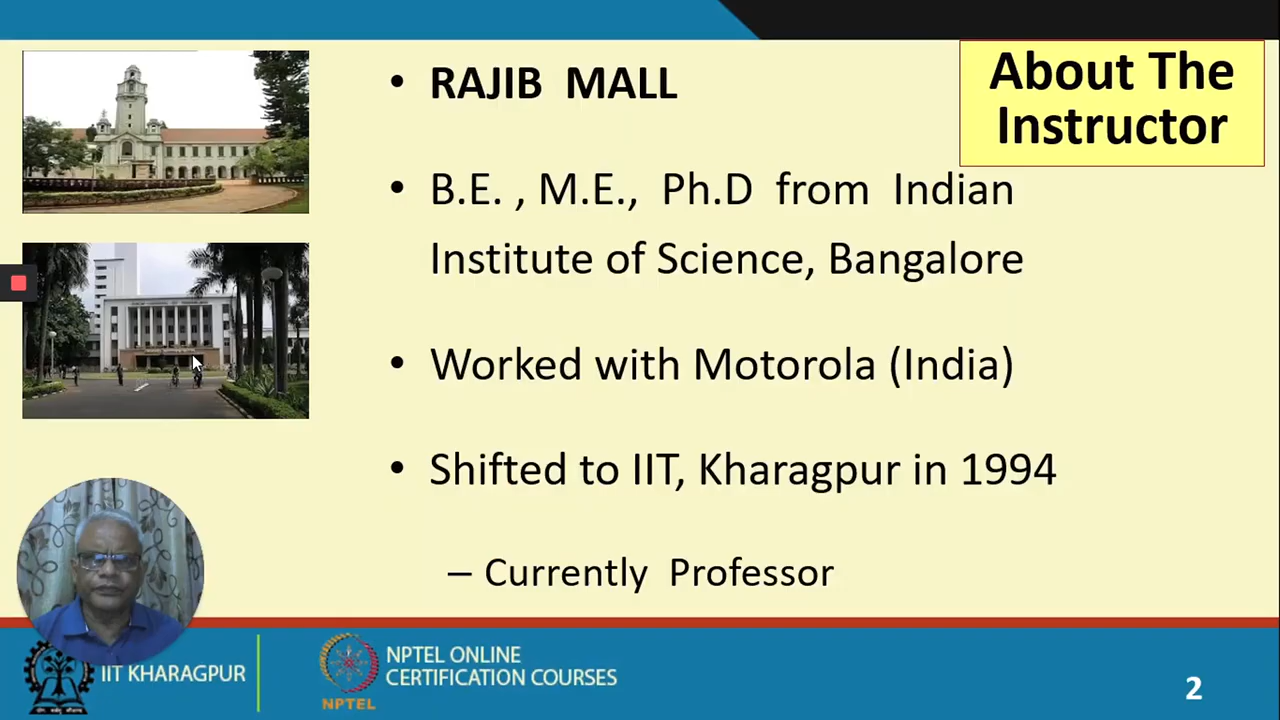 About The
Instructor
• RAJIB MALL
• B.E. , M.E., Ph.D from Indian
Institute of Science, Bangalore
• Worked with Motorola (India)
• Shifted to IIT, Kharagpur in 1994
– Currently Professor
IIT KHARAGPUR
NPTEL
NPTEL ONLINE
CERTIFICATION COURSES
2